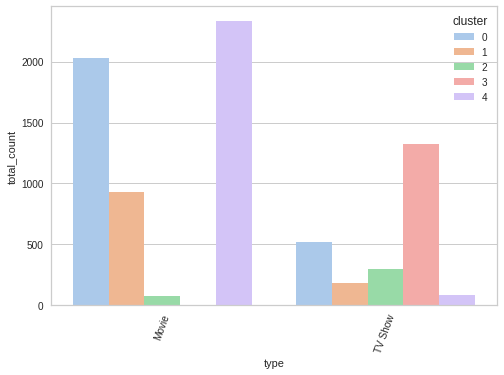 cluster
0
1
2
3
4
total_count
2000
1500
1000
500
0
Movie
TV Show
type